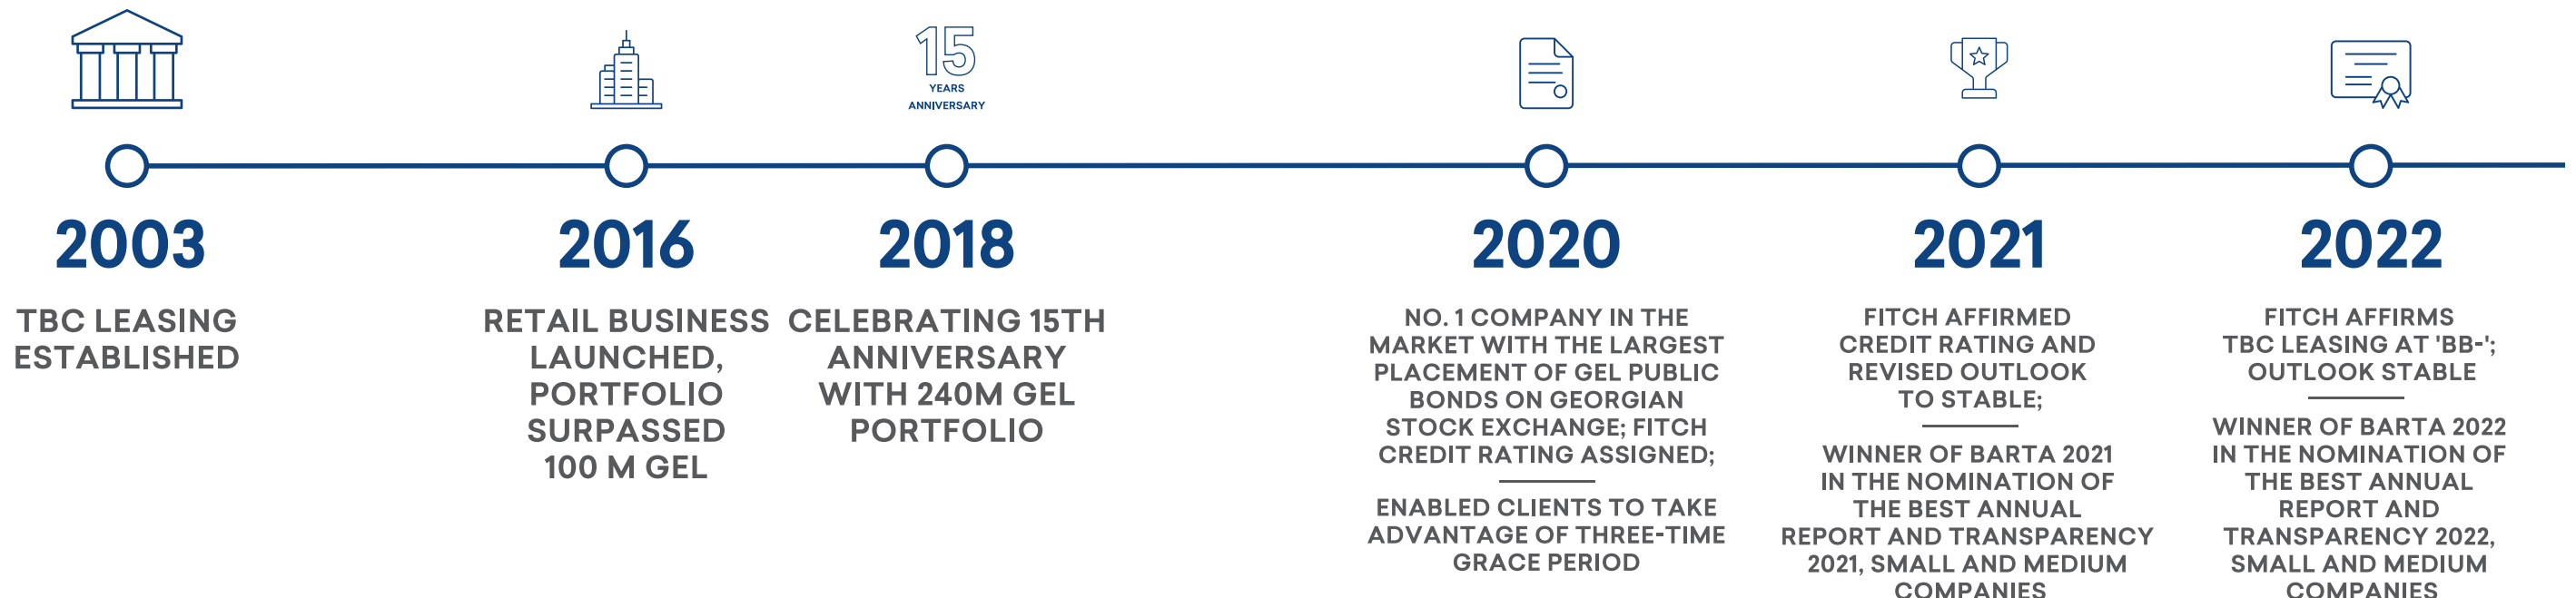 15
YEARS
ANNIVERSARY
2003
TBC LEASING
ESTABLISHED
2016
RETAIL BUSINESS
LAUNCHED,
PORTFOLIO
SURPASSED
100 M GEL
2018
CELEBRATING 15TH
ANNIVERSARY
WITH 240M GEL
PORTFOLIO
2020
NO. 1 COMPANY IN THE
MARKET WITH THE LARGEST
PLACEMENT OF GEL PUBLIC
BONDS ON GEORGIAN
STOCK EXCHANGE; FITCH
CREDIT RATING ASSIGNED;
ENABLED CLIENTS TO TAKE
ADVANTAGE OF THREE-TIME
GRACE PERIOD
2021
FITCH AFFIRMED
CREDIT RATING AND
REVISED OUTLOOK
TO STABLE;
WINNER OF BARTA 2021
IN THE NOMINATION OF
THE BEST ANNUAL
REPORT AND TRANSPARENCY
2021, SMALL AND MEDIUM
COMPANIES
2022
FITCH AFFIRMS
TBC LEASING AT 'BB-';
OUTLOOK STABLE
WINNER OF BARTA 2022
IN THE NOMINATION OF
THE BEST ANNUAL
REPORT AND
TRANSPARENCY 2022,
SMALL AND MEDIUM
COMPANIES